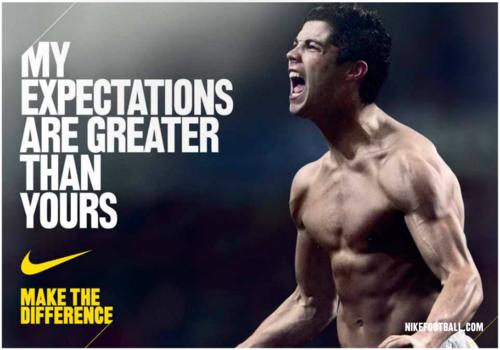 MY
EXPECTATIONS
ARE GREATER
THAN
YOURS
MAKE THE
DIFFERENCE
NIKEFOOTBALL.COM